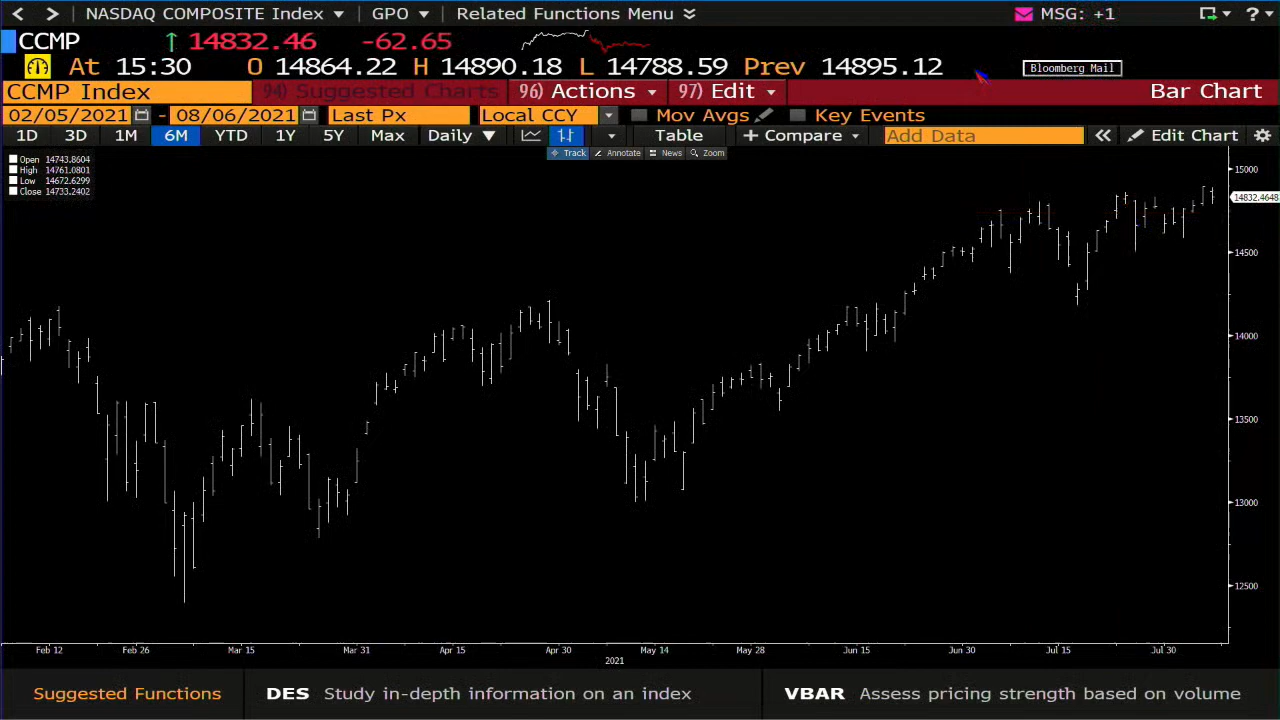 NASDAQ COMPOSITE Index GPO Related Functions Menu MSG: +1 ?
CCMP ↑ 14832.46 -62.65
At 15:30 O 14864.22 H 14890.18 L 14788.59 Prev 14895.12 Bloomberg Mail
CCMP Index 94) Suggested Charts 96) Actions 97) Edit Bar Chart
02/05/2021 - 08/06/2021 Last Px Local CCY Mov Avgs Key Events
1D 3D 1M 6M YTD 1Y 5Y Max Daily ▼ Table + Compare Add Data « Edit Chart
Track Annotate News Zoom
Open 14743.8604
High 14761.0801
Low 14672.6299
Close 14733.2402
15000
14832.4648
14500
14000
13500
13000
12500
Feb 12 Feb 26 Mar 15 Mar 31 Apr 15 Apr 30 May 14 May 28 Jun 15 Jun 30 Jul 15 Jul 30
2021
Suggested Functions DES Study in-depth information on an index VBAR Assess pricing strength based on volume